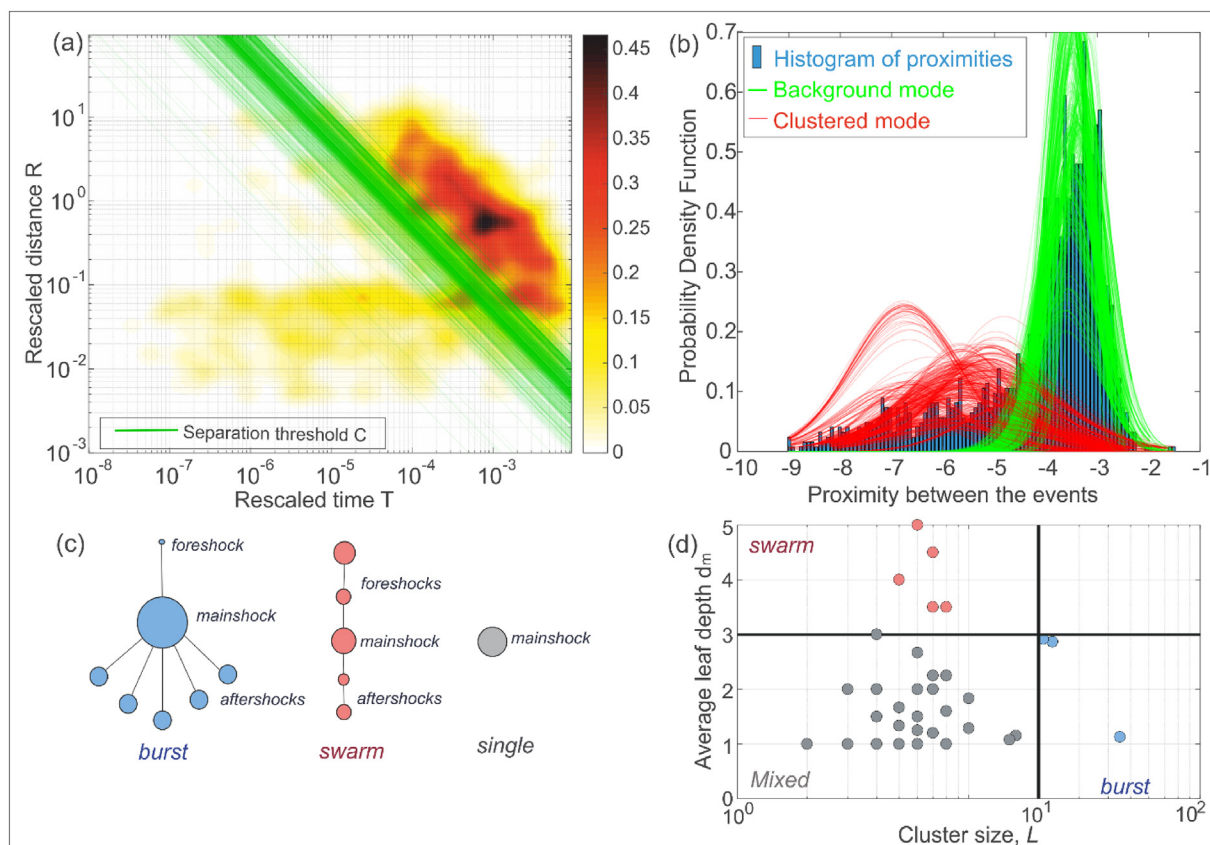 (a)
Rescaled distance R
10^1
10^0
10^-1
10^-2
10^-3
Separation threshold C
10^-8
10^-7
10^-6
10^-5
10^-4
10^-3
Rescaled time T
0.45
0.4
0.35
0.3
0.25
0.2
0.15
0.1
0.05
0
(b)
Histogram of proximities
Background mode
Clustered mode
Probability Density Function
0.7
0.6
0.5
0.4
0.3
0.2
0.1
0
-10
-9
-8
-7
-6
-5
-4
-3
-2
-1
Proximity between the events
(c)
foreshock
mainshock
aftershocks
burst
foreshocks
mainshock
aftershocks
swarm
mainshock
single
(d)
swarm
Average leaf depth dm
5
4
3
2
1
0
Mixed
burst
10^0
10^1
10^2
Cluster size, L